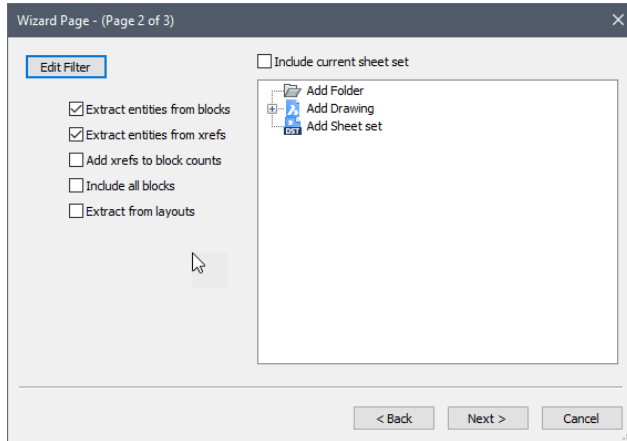 Wizard Page - (Page 2 of 3)
Edit Filter
Extract entities from blocks
Extract entities from xrefs
Add xrefs to block counts
Include all blocks
Extract from layouts
Include current sheet set
Add Folder
Add Drawing
DST Add Sheet set
< Back Next > Cancel